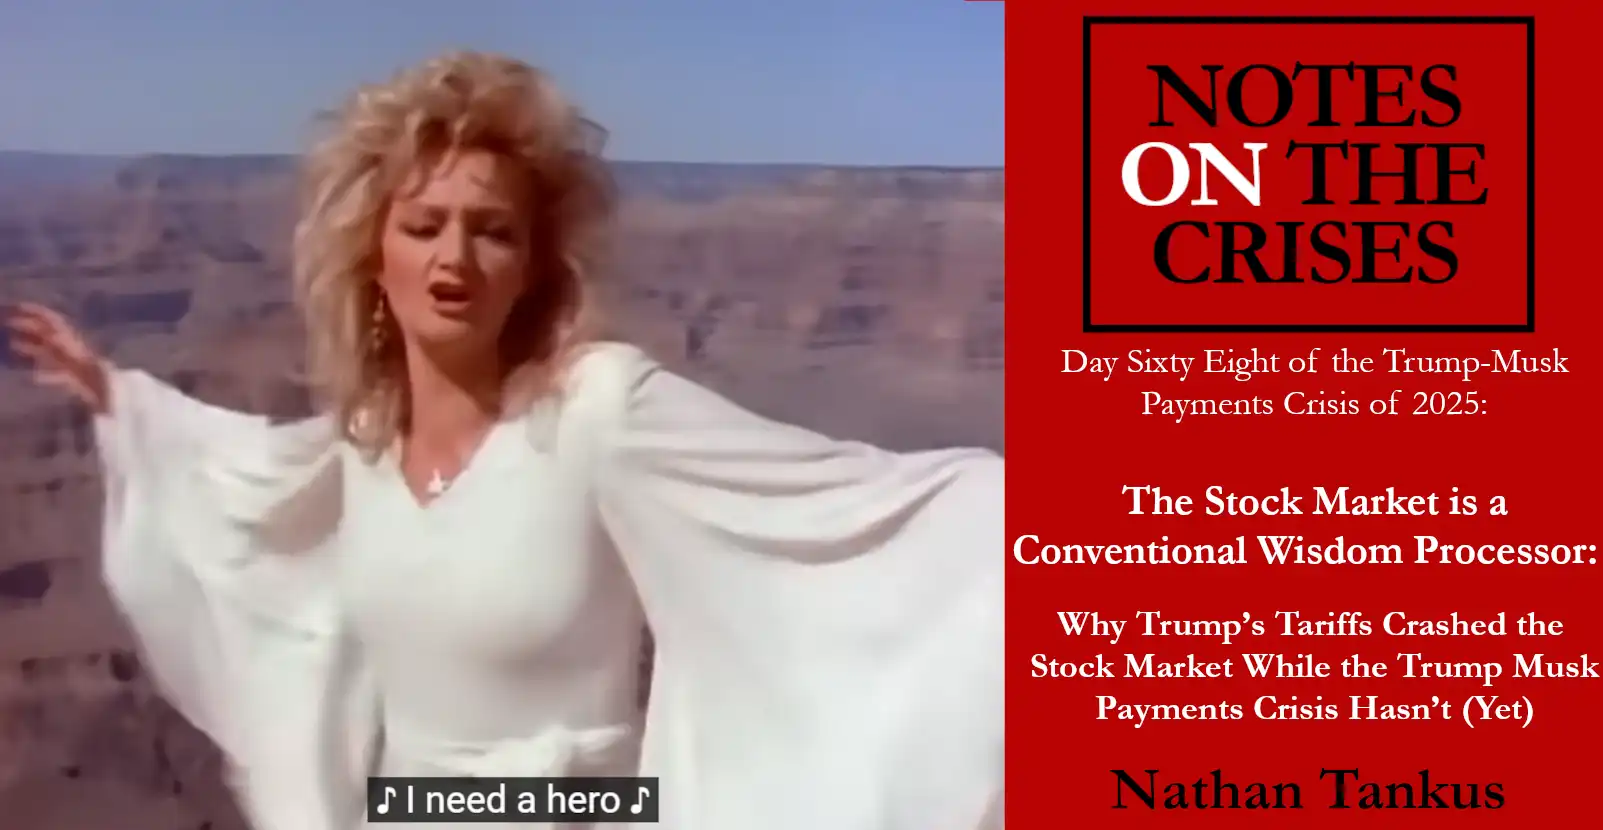 NOTES
ON THE
CRISES
Day Sixty Eight of the Trump-Musk
Payments Crisis of 2025:
The Stock Market is a
Conventional Wisdom Processor:
Why Trump’s Tariffs Crashed the
Stock Market While the Trump Musk
Payments Crisis Hasn’t (Yet)
Nathan Tankus
♪ I need a hero ♪